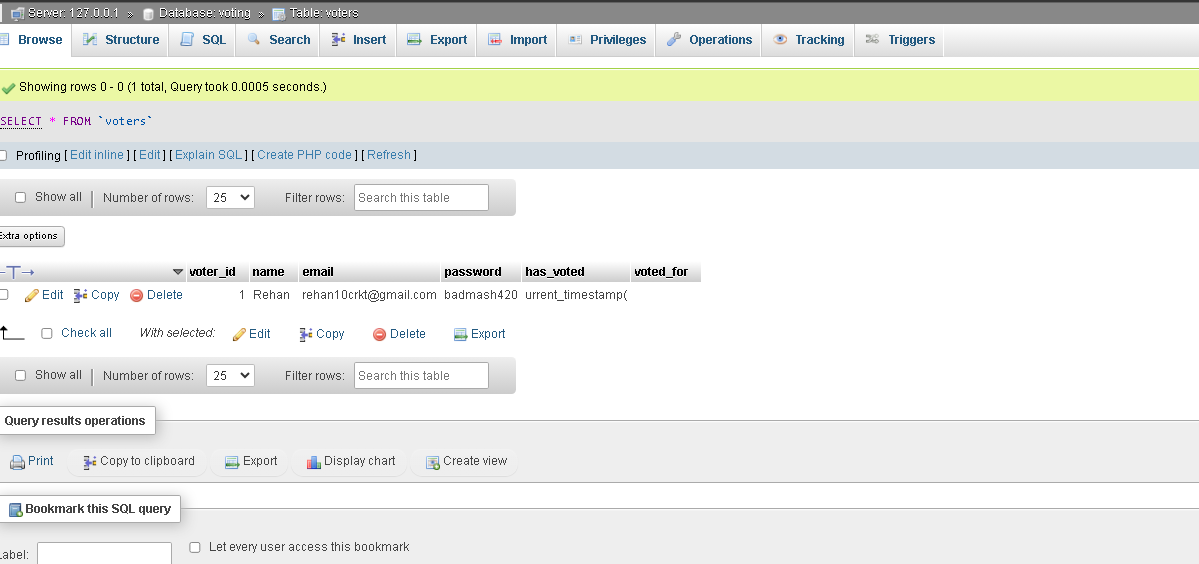 Server: 127.0.0.1 » Database: voting » Table: voters
Browse Structure SQL Search Insert Export Import Privileges Operations Tracking Triggers
Showing rows 0 - 0 (1 total, Query took 0.0005 seconds.)
SELECT * FROM `voters`
Profiling [ Edit inline ] [ Edit ] [ Explain SQL ] [ Create PHP code ] [ Refresh ]
Show all Number of rows: 25 Filter rows: Search this table
Extra options
voter_id name email password has_voted voted_for
Edit Copy Delete 1 Rehan rehan10crkt@gmail.com badmash420 urrent_timestamp(
Check all With selected: Edit Copy Delete Export
Show all Number of rows: 25 Filter rows: Search this table
Query results operations
Print Copy to clipboard Export Display chart Create view
Bookmark this SQL query
Label: Let every user access this bookmark